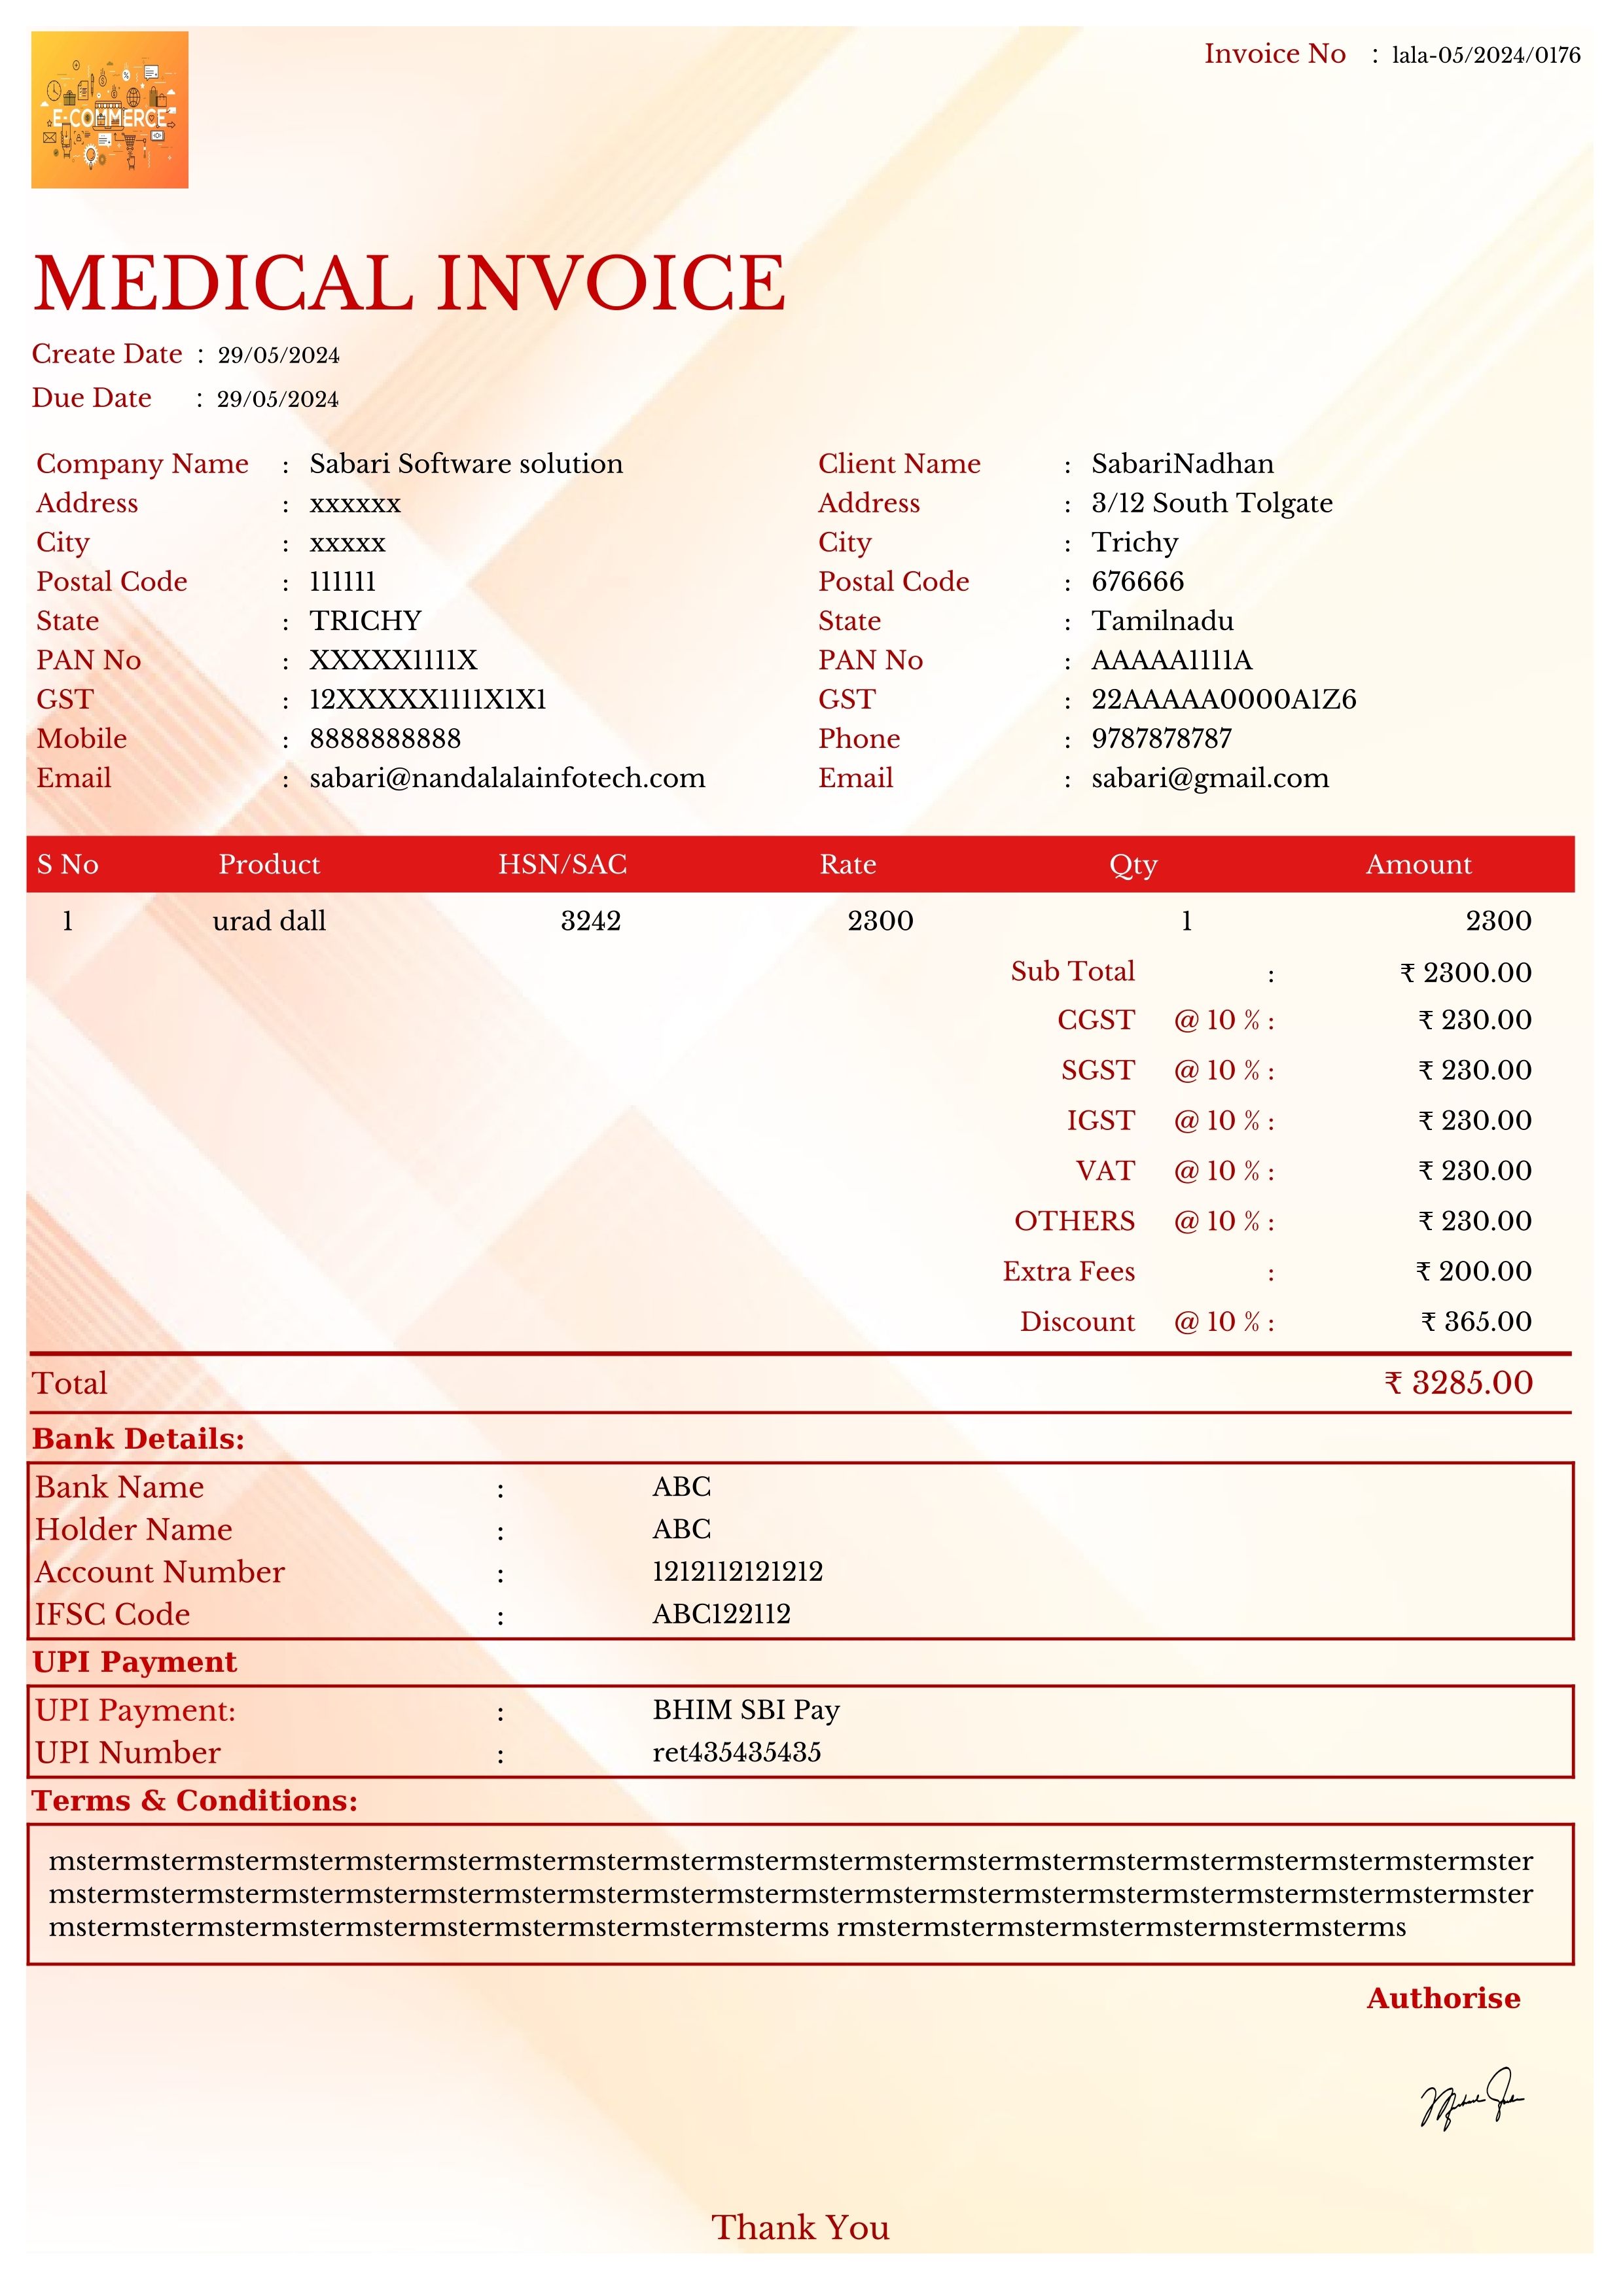 E-COMMERCE
Invoice No : lala-05/2024/0176
MEDICAL INVOICE
Create Date : 29/05/2024
Due Date : 29/05/2024
Company Name : Sabari Software solution
Address : xxxxxx
City : xxxxx
Postal Code : 111111
State : TRICHY
PAN No : XXXXX1111X
GST : 12XXXXX1111X1X1
Mobile : 8888888888
Email : sabari@nandalalainfotech.com
Client Name : SabariNadhan
Address : 3/12 South Tolgate
City : Trichy
Postal Code : 676666
State : Tamilnadu
PAN No : AAAAA1111A
GST : 22AAAAA0000A1Z6
Phone : 9787878787
Email : sabari@gmail.com
S No Product HSN/SAC Rate Qty Amount
1 urad dall 3242 2300 1 2300
Sub Total : ₹ 2300.00
CGST @ 10 % : ₹ 230.00
SGST @ 10 % : ₹ 230.00
IGST @ 10 % : ₹ 230.00
VAT @ 10 % : ₹ 230.00
OTHERS @ 10 % : ₹ 230.00
Extra Fees : ₹ 200.00
Discount @ 10 % : ₹ 365.00
Total ₹ 3285.00
Bank Details:
Bank Name : ABC
Holder Name : ABC
Account Number : 1212112121212
IFSC Code : ABC122112
UPI Payment
UPI Payment: : BHIM SBI Pay
UPI Number : ret435435435
Terms & Conditions:
mstermstermstermstermstermstermstermstermstermstermstermstermstermstermstermstermstermstermstermster
mstermstermstermstermstermstermstermstermstermstermstermstermstermstermstermstermstermstermstermster
mstermstermstermstermstermstermstermstermstermsterms rmstermstermstermstermstermstermsterms
Authorise
Thank You